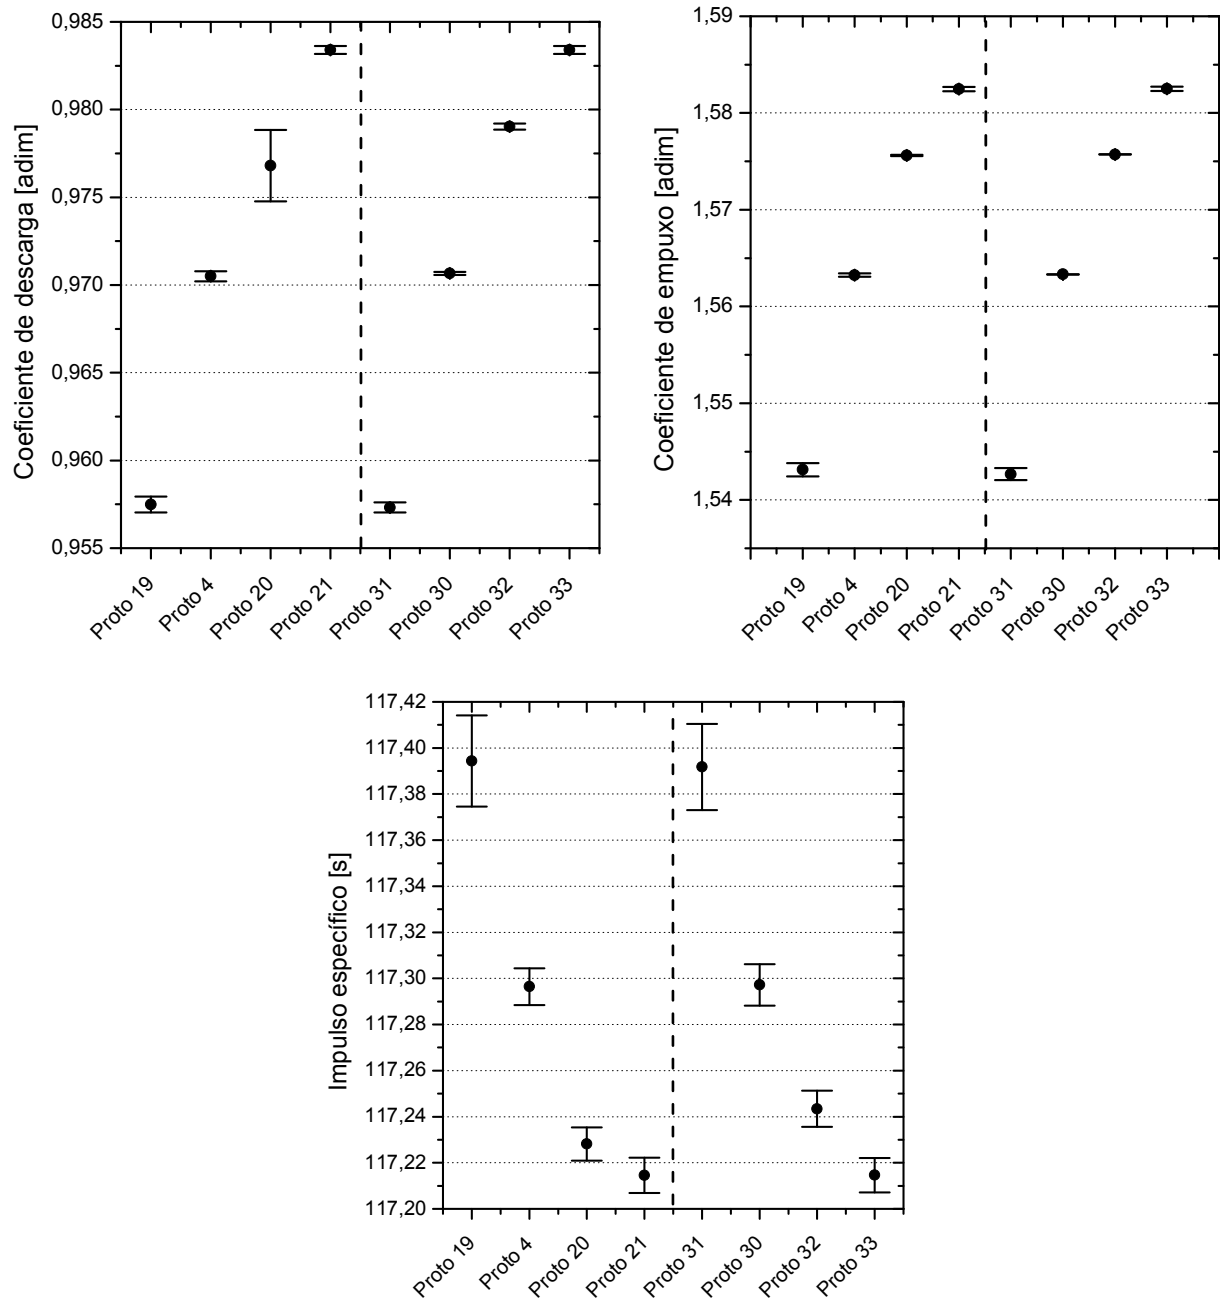 Coeficiente de descarga [adim]
0,985
0,980
0,975
0,970
0,965
0,960
0,955
Proto 19
Proto 4
Proto 20
Proto 21
Proto 31
Proto 30
Proto 32
Proto 33
Coeficiente de empuxo [adim]
1,59
1,58
1,57
1,56
1,55
1,54
Proto 19
Proto 4
Proto 20
Proto 21
Proto 31
Proto 30
Proto 32
Proto 33
Impulso específico [s]
117,42
117,40
117,38
117,36
117,34
117,32
117,30
117,28
117,26
117,24
117,22
117,20
Proto 19
Proto 4
Proto 20
Proto 21
Proto 31
Proto 30
Proto 32
Proto 33